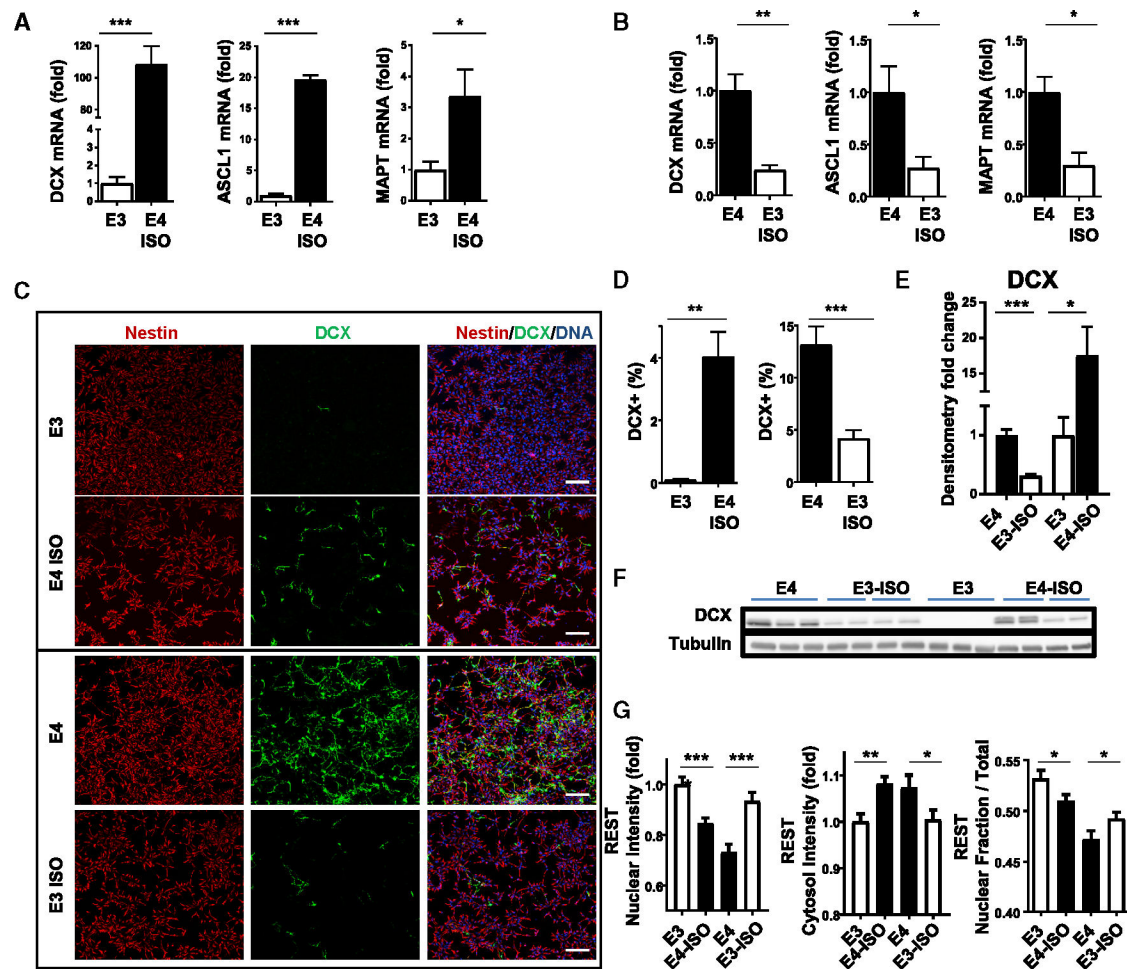 A
DCX mRNA (fold)
120
100
80
60
40
4
3
2
1
0
***
E3
E4
ISO
ASCL1 mRNA (fold)
25
20
15
10
5
0
***
E3
E4
ISO
MAPT mRNA (fold)
5
4
3
2
1
0
*
E3
E4
ISO
B
DCX mRNA (fold)
1.5
1.0
0.5
0.0
**
E4
E3
ISO
ASCL1 mRNA (fold)
1.5
1.0
0.5
0.0
*
E4
E3
ISO
MAPT mRNA (fold)
1.5
1.0
0.5
0.0
*
E4
E3
ISO
C
Nestin
DCX
Nestin/DCX/DNA
E3
E4 ISO
E4
E3 ISO
D
DCX+ (%)
4
2
0
**
E3
E4
ISO
DCX+ (%)
15
10
5
0
***
E4
E3
ISO
E
DCX
Densitometry fold change
25
20
15
10
1
0
***
*
E4
E3-ISO
E3
E4-ISO
F
E4
E3-ISO
E3
E4-ISO
DCX
Tubulin
G
REST
Nuclear Intensity (fold)
1.0
0.8
0.6
***
***
E3
E4-ISO
E4
E3-ISO
REST
Cytosol Intensity (fold)
1.1
1.0
0.9
0.8
**
*
E3
E4-ISO
E4
E3-ISO
REST
Nuclear Fraction / Total
0.55
0.50
0.45
0.40
*
*
E3
E4-ISO
E4
E3-ISO